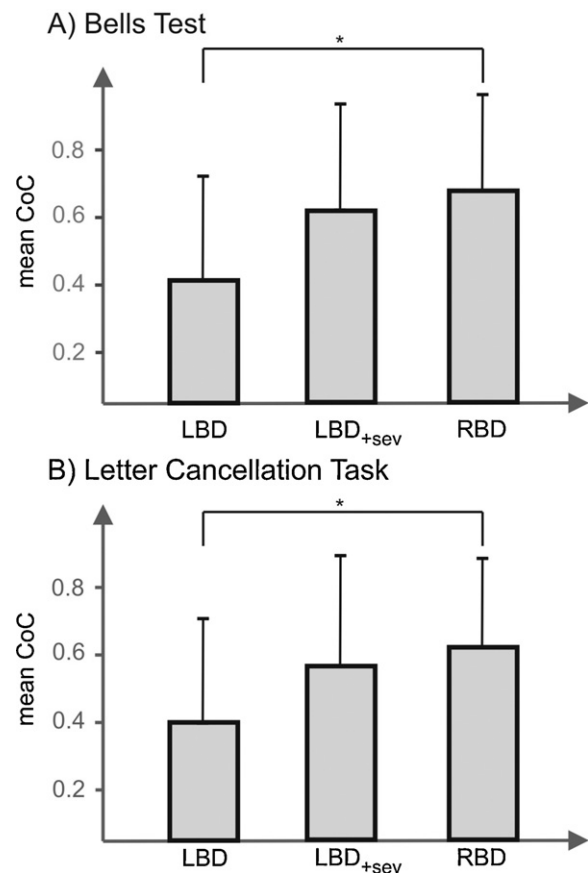 A) Bells Test
*
0.8
0.6
0.4
0.2
mean CoC
LBD LBD+sev RBD
B) Letter Cancellation Task
*
0.8
0.6
0.4
0.2
mean CoC
LBD LBD+sev RBD